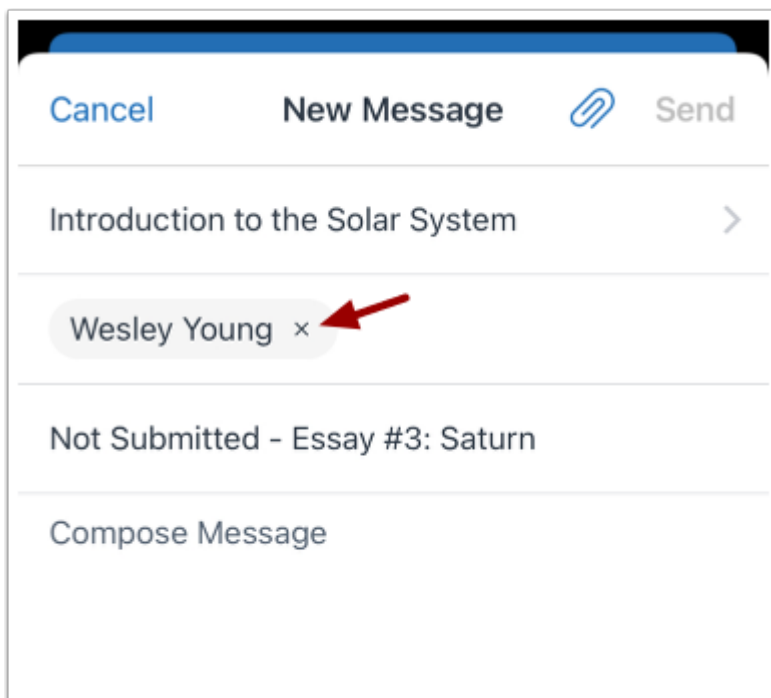 Cancel New Message Send
Introduction to the Solar System
Wesley Young ×
Not Submitted - Essay #3: Saturn
Compose Message